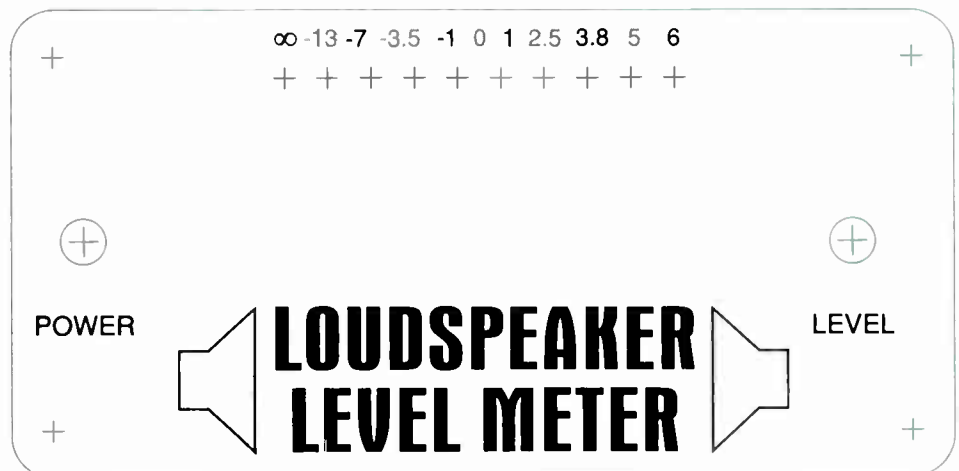 ∞ -13 -7 -3.5 -1 0 1 2.5 3.8 5 6
POWER
LEVEL
LOUDSPEAKER
LEVEL METER